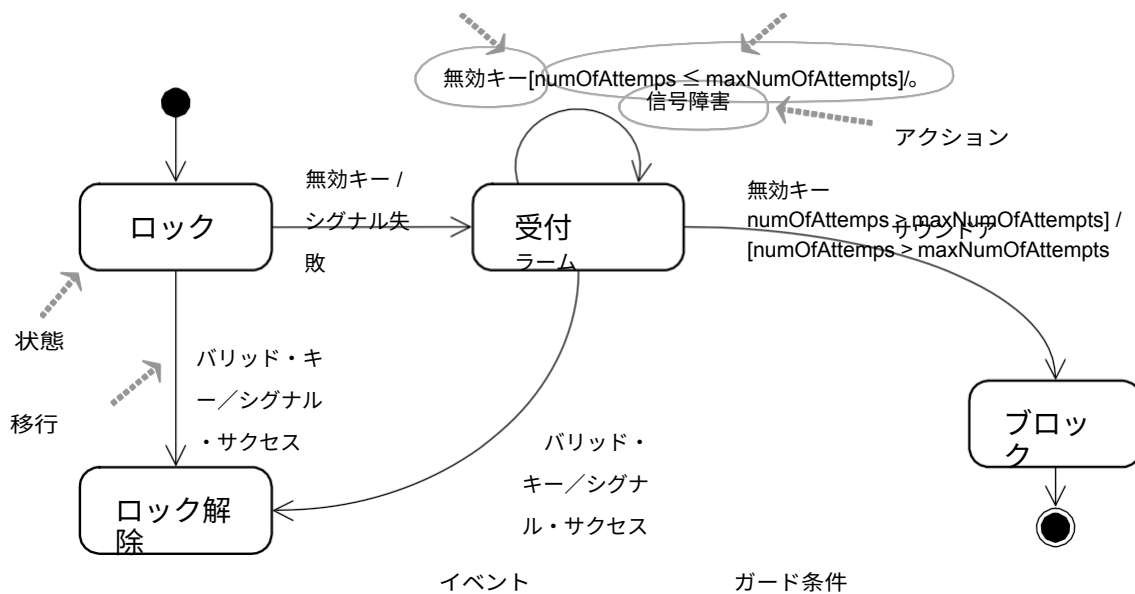 無効キー[numOfAttemps ≤ maxNumOfAttempts]/。
信号障害
アクション
無効キー /
シグナル失
敗
ロック
受付
ラーム
無効キー
numOfAttemps > maxNumOfAttempts] /
サウンドア
[numOfAttemps > maxNumOfAttempts
状態
移行
バリッド・キ
ー／シグナル
・サクセス
バリッド・
キー／シグナ
ル・サクセス
ブロッ
ク
ロック解
除
イベント
ガード条件